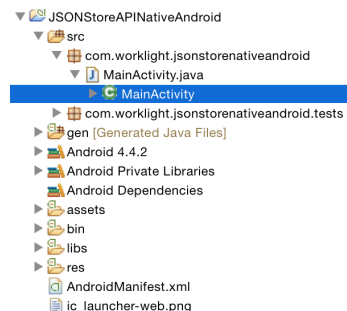 JSONStoreAPINativeAndroid
src
com.worklight.jsonstorenativeandroid
MainActivity.java
MainActivity
com.worklight.jsonstorenativeandroid.tests
gen [Generated Java Files]
Android 4.4.2
Android Private Libraries
Android Dependencies
assets
bin
libs
res
AndroidManifest.xml
ic_launcher-web.png